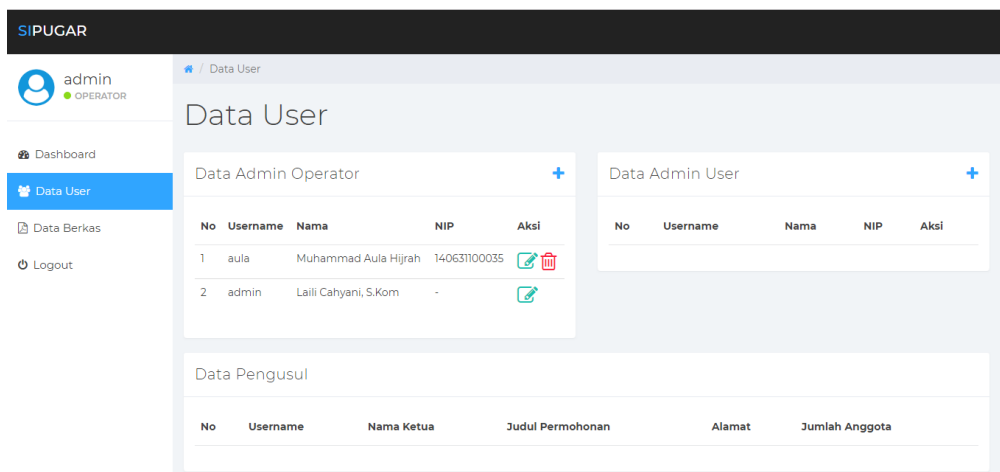 SIPUGAR
admin
OPERATOR
Dashboard
Data User
Data Berkas
Logout
/ Data User
Data User
Data Admin Operator
No Username Nama NIP Aksi
1 aula Muhammad Aula Hijrah 140631100035
2 admin Laili Cahyani, S.Kom -
Data Admin User
No Username Nama NIP Aksi
Data Pengusul
No Username Nama Ketua Judul Permohonan Alamat Jumlah Anggota